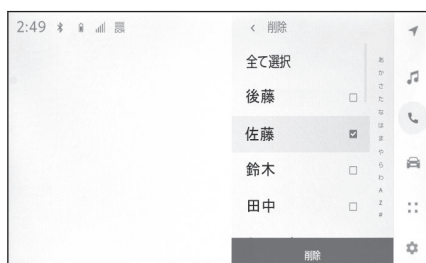 2:49
< 削除
全て選択
後藤
佐藤
鈴木
田中
削除
あ
か
さ
た
な
は
ま
や
ら
わ
A
Z
#